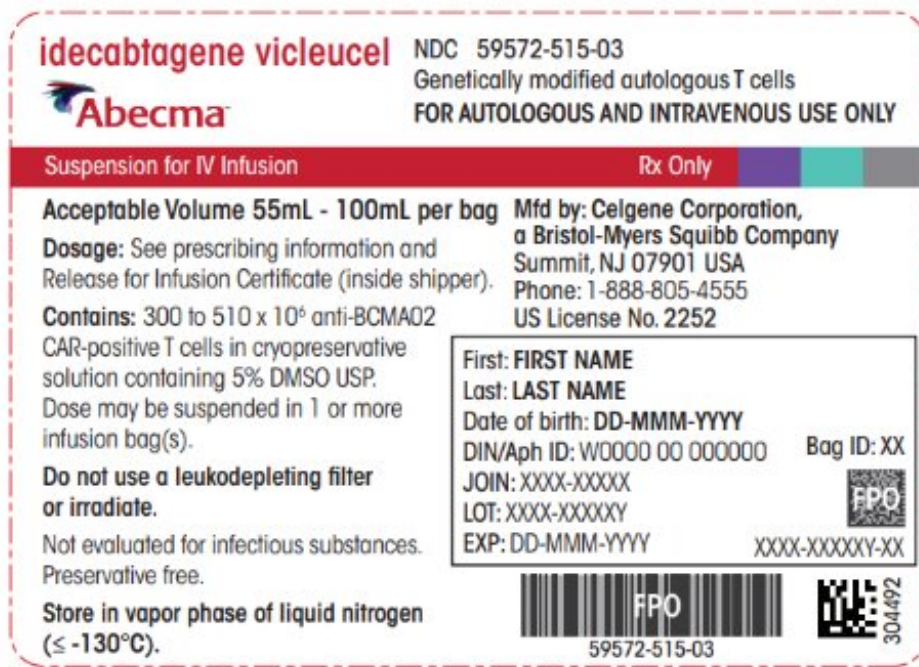 idecabtagene vicleucel
Abecma
NDC 59572-515-03
Genetically modified autologous T cells
FOR AUTOLOGOUS AND INTRAVENOUS USE ONLY
Suspension for IV Infusion
Rx Only
Acceptable Volume 55mL - 100mL per bag
Dosage: See prescribing information and
Release for Infusion Certificate (inside shipper).
Contains: 300 to 510 x 10⁶ anti-BCMA02
CAR-positive T cells in cryopreservative
solution containing 5% DMSO USP.
Dose may be suspended in 1 or more
infusion bag(s).
Do not use a leukodepleting filter
or irradiate.
Not evaluated for infectious substances.
Preservative free.
Store in vapor phase of liquid nitrogen
(≤ -130°C).
Mfd by: Celgene Corporation,
a Bristol-Myers Squibb Company
Summit, NJ 07901 USA
Phone: 1-888-805-4555
US License No. 2252
First: FIRST NAME
Last: LAST NAME
Date of birth: DD-MMM-YYYY
DIN/Aph ID: W0000 00 000000
Bag ID: XX
JOIN: XXXX-XXXXX
LOT: XXXX-XXXXXY
EXP: DD-MMM-YYYY
FPO
XXXX-XXXXXY-XX
FPO
59572-515-03
304492